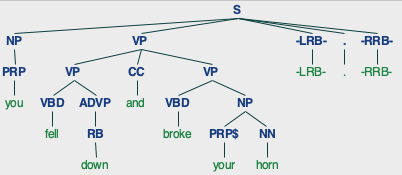 S
NP VP -LRB- . -RRB-
PRP VP CC VP -LRB- . -RRB-
you VBD ADVP and VBD NP
fell RB broke PRP$ NN
down your horn